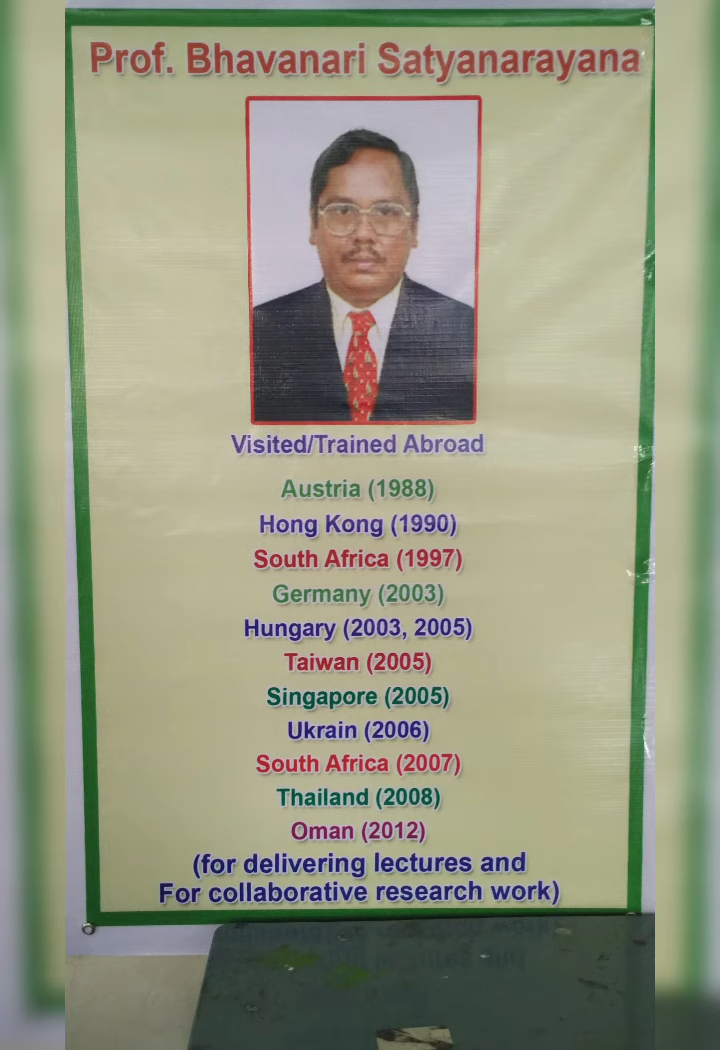 Prof. Bhavanari Satyanarayana
Visited/Trained Abroad
Austria (1988)
Hong Kong (1990)
South Africa (1997)
Germany (2003)
Hungary (2003, 2005)
Taiwan (2005)
Singapore (2005)
Ukrain (2006)
South Africa (2007)
Thailand (2008)
Oman (2012)
(for delivering lectures and
For collaborative research work)